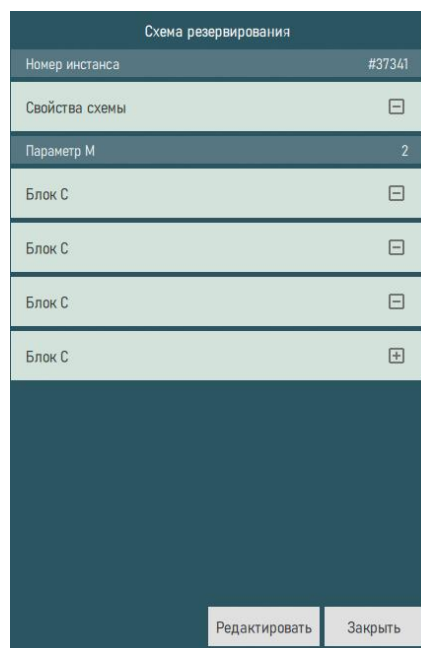 Схема резервирования
Номер инстанса #37341
Свойства схемы
Параметр M 2
Блок C
Блок C
Блок C
Блок C
Редактировать Закрыть